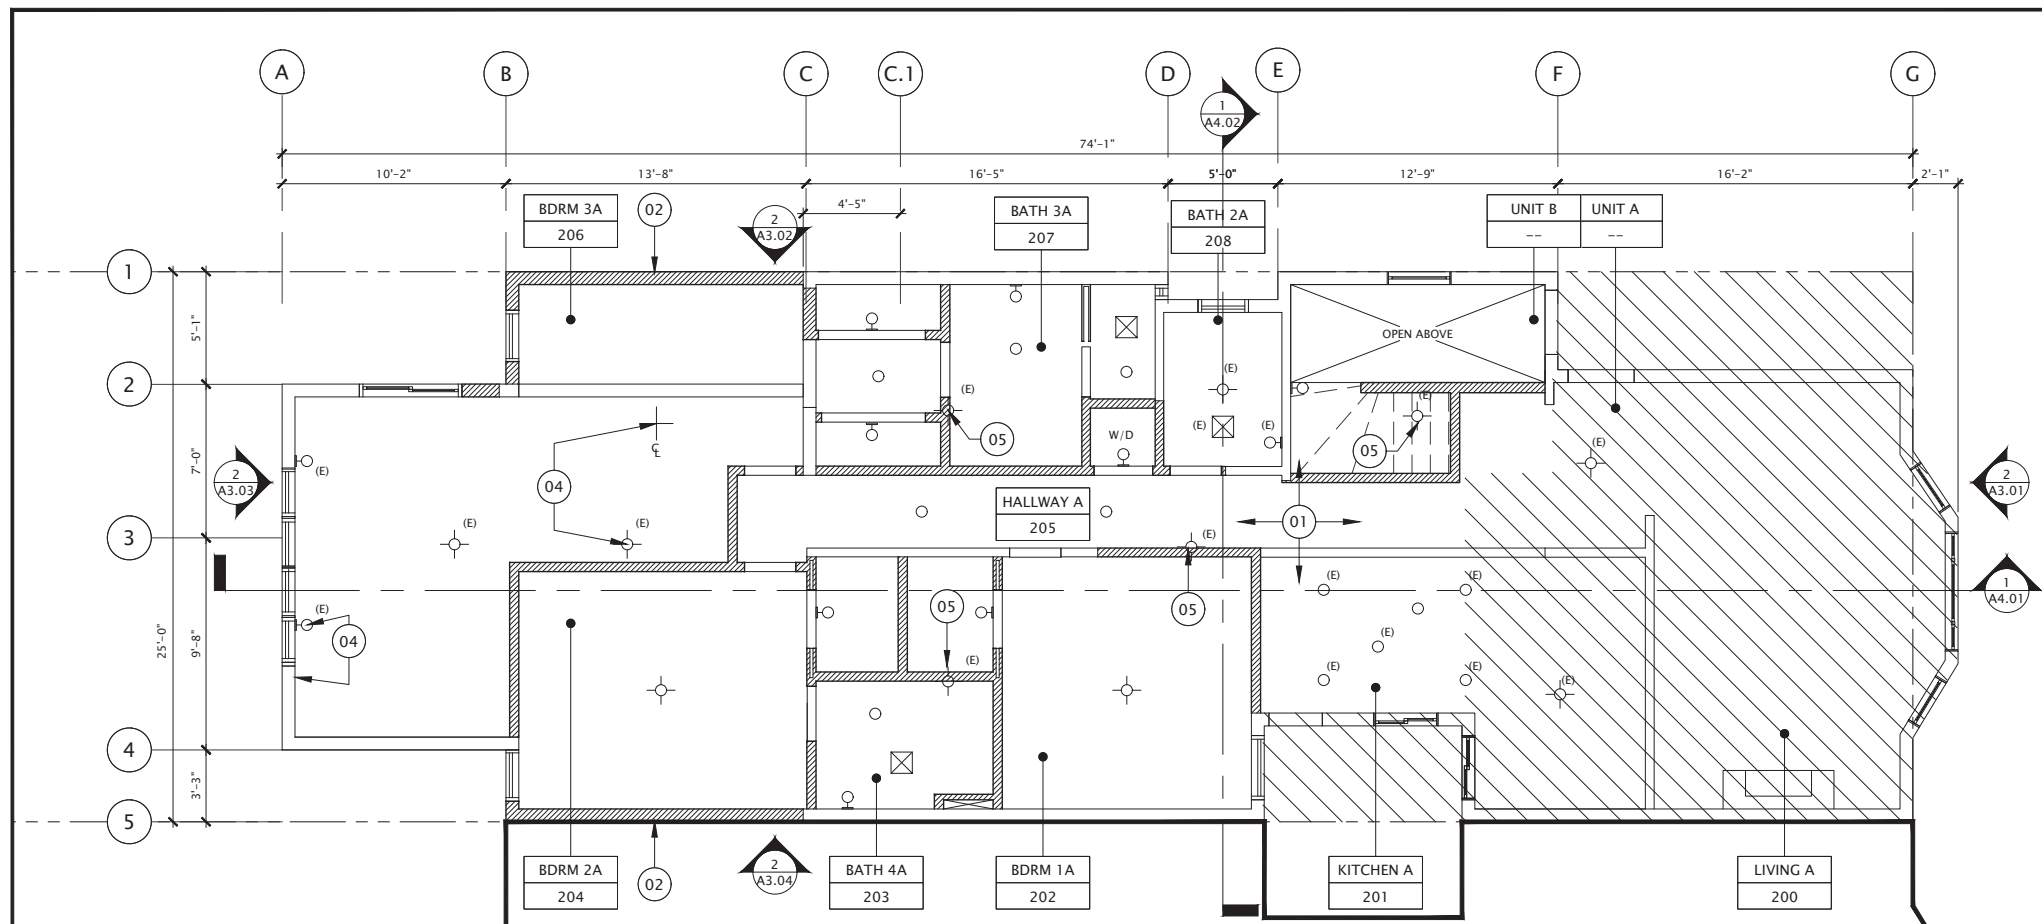 A
B
C
C.1
D
E
F
G
1
A4.02
74'-1"
10'-2"
13'-8"
16'-5"
5'-0"
12'-9"
16'-2"
2'-1"
4'-5"
BDRM 3A
206
02
2
A3.02
BATH 3A
207
BATH 2A
208
UNIT B
--
UNIT A
--
1
5'-1"
OPEN ABOVE
2
(E)
(E)
(E)
05
(E)
W/D
(E)
05
(E)
C
L
7'-0"
2
A3.03
(E)
04
2
A3.01
HALLWAY A
205
01
3
(E)
(E)
(E)
25'-0"
9'-8"
(E)
04
05
05
(E)
(E)
(E)
1
A4.01
(E)
(E)
(E)
(E)
4
3'-3"
5
BDRM 2A
204
02
2
A3.04
BATH 4A
203
BDRM 1A
202
KITCHEN A
201
LIVING A
200